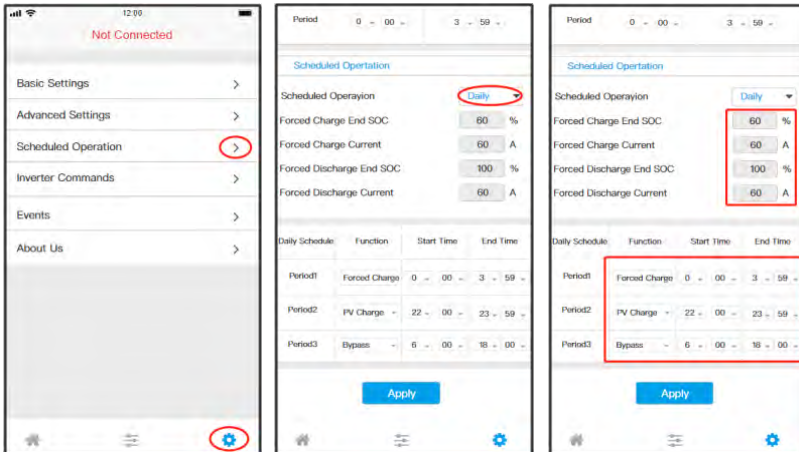 12:00
Not Connected
Basic Settings
Advanced Settings
Scheduled Operation
Inverter Commands
Events
About Us
Period 0 00 3 59
Scheduled Opertation
Scheduled Operayion Daily
Forced Charge End SOC 60 %
Forced Charge Current 60 A
Forced Discharge End SOC 100 %
Forced Discharge Current 60 A
Daily Schedule Function Start Time End Time
Period1 Forced Charge 0 00 3 59
Period2 PV Charge 22 00 23 59
Period3 Bypass 6 00 18 00
Apply
Period 0 00 3 59
Scheduled Opertation
Scheduled Operayion Daily
Forced Charge End SOC 60 %
Forced Charge Current 60 A
Forced Discharge End SOC 100 %
Forced Discharge Current 60 A
Daily Schedule Function Start Time End Time
Period1 Forced Charge 0 00 3 59
Period2 PV Charge 22 00 23 59
Period3 Bypass 6 00 18 00
Apply